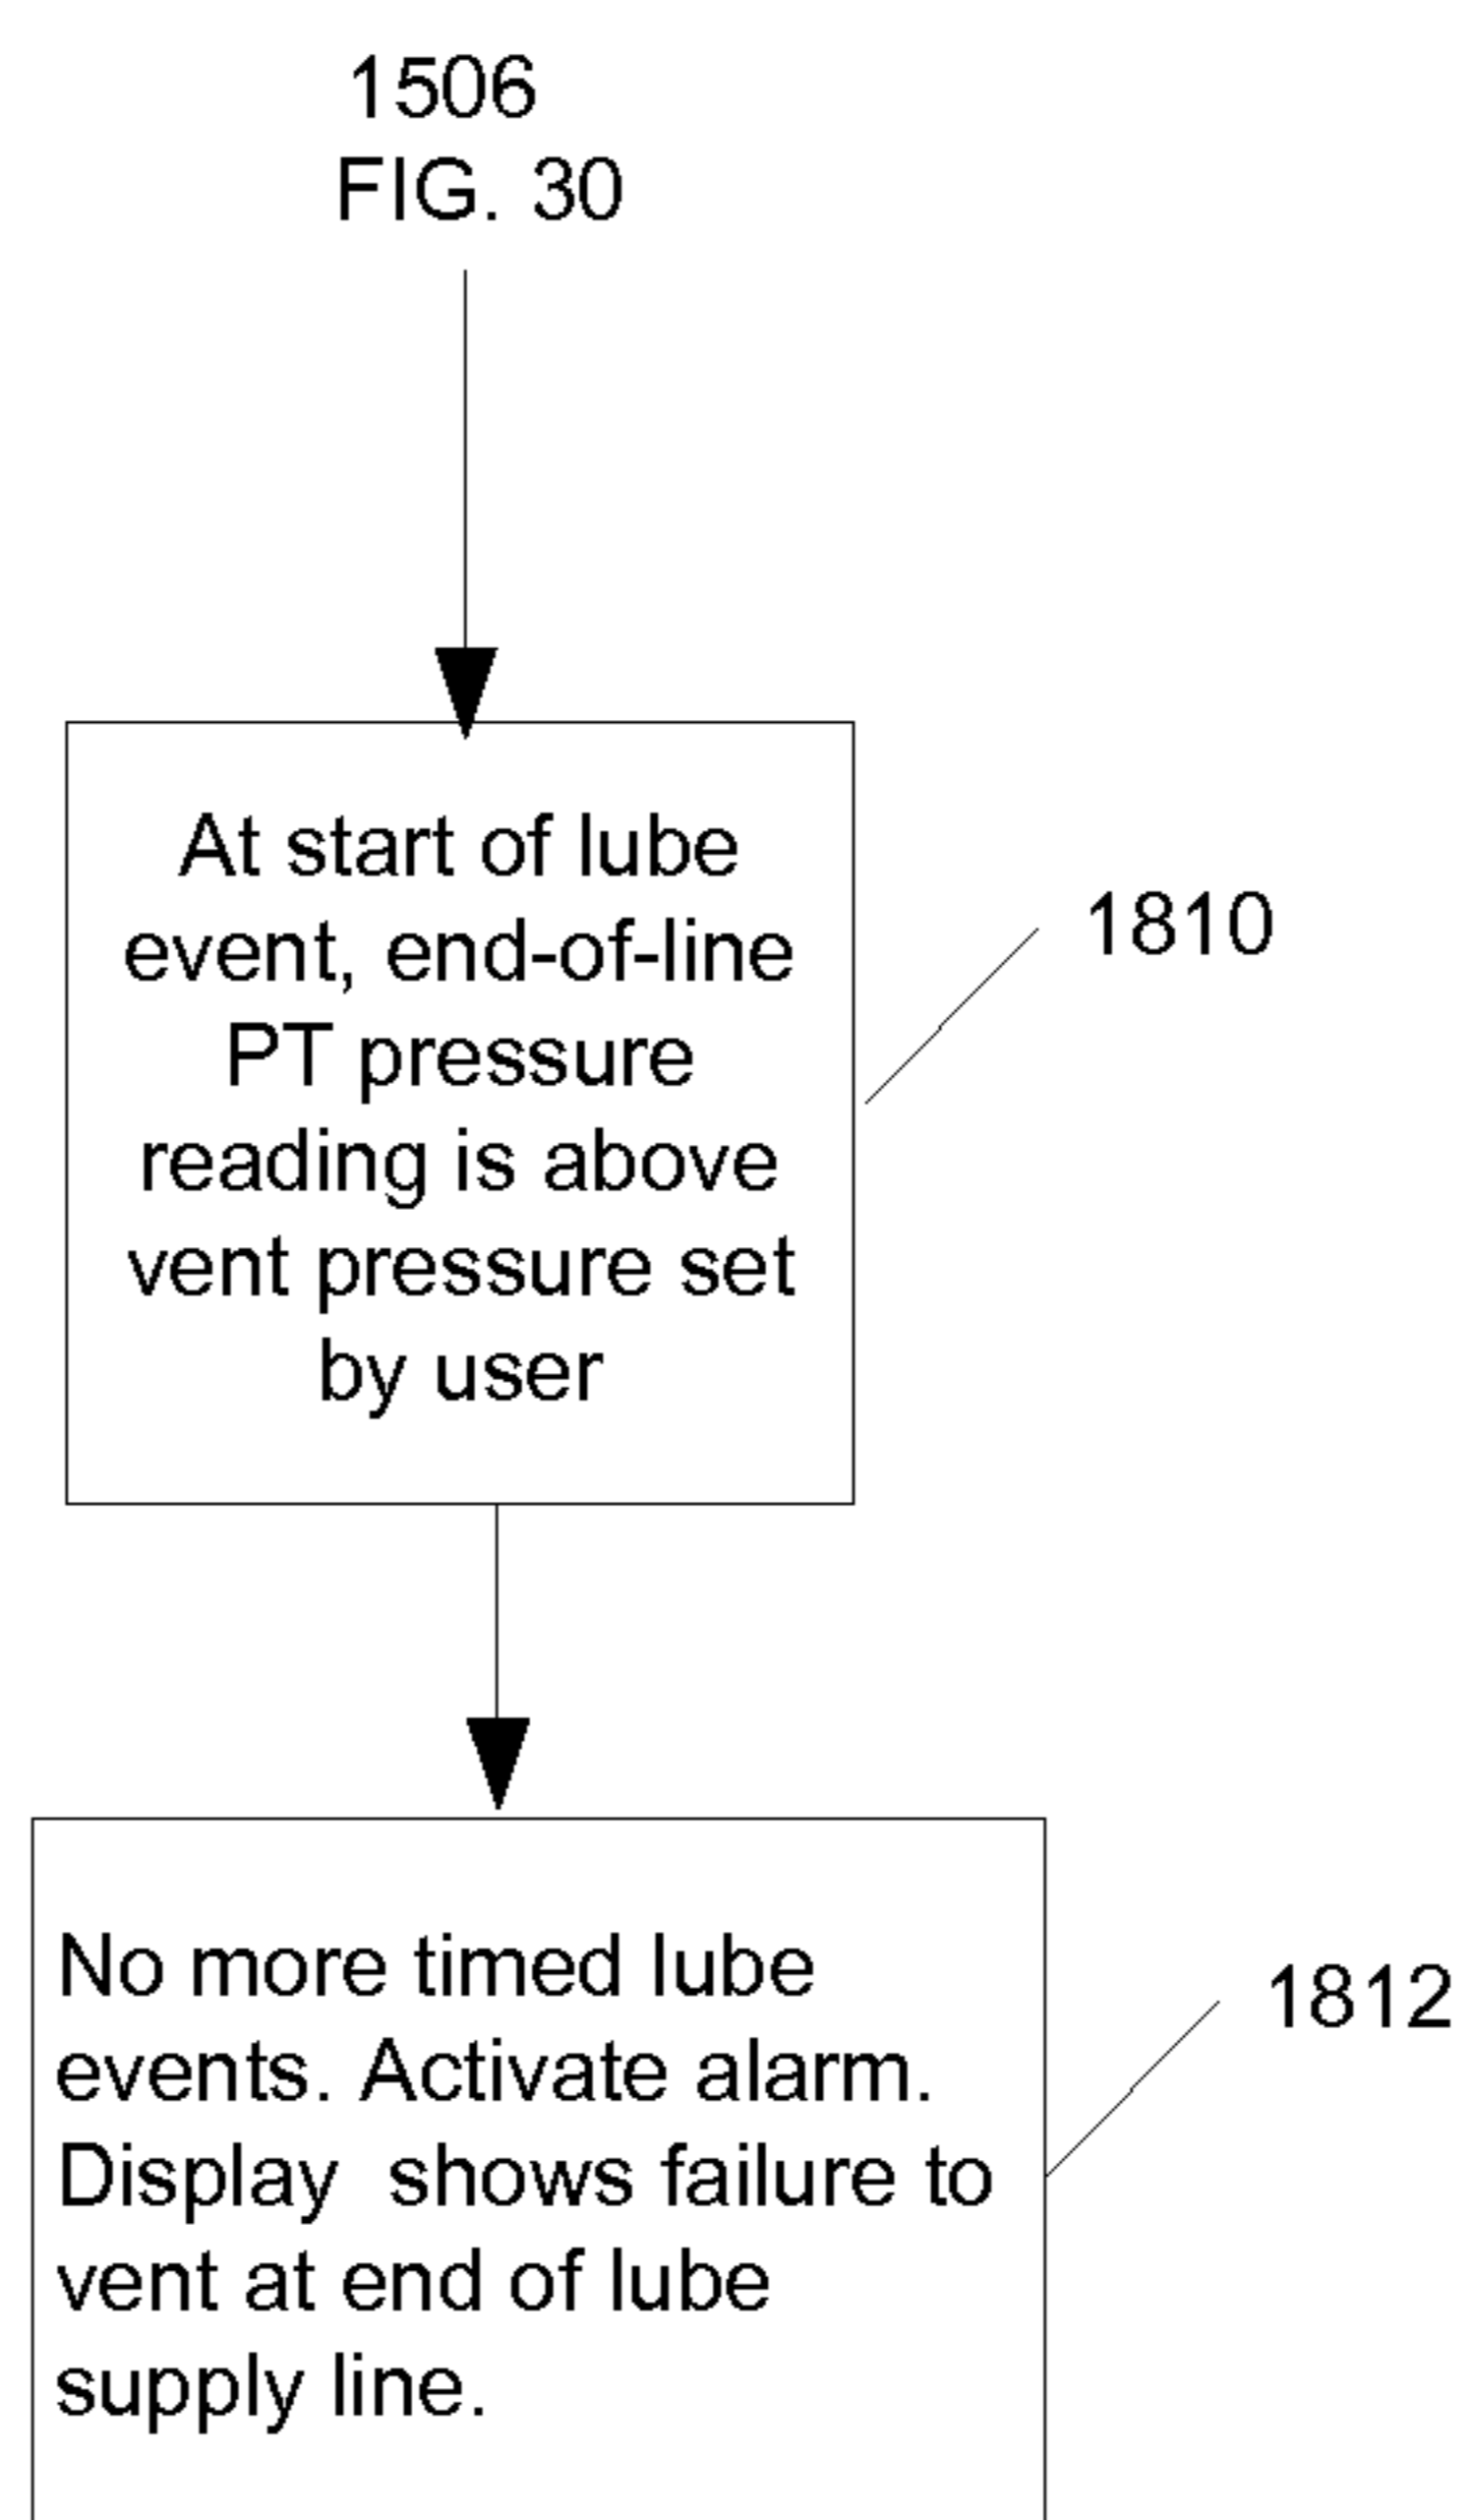 1506
FIG. 30
At start of lube
event, end-of-line
PT pressure
reading is above
vent pressure set
by user
1810
No more timed lube
events. Activate alarm.
Display  shows failure to
vent at end of lube
supply line.
1812